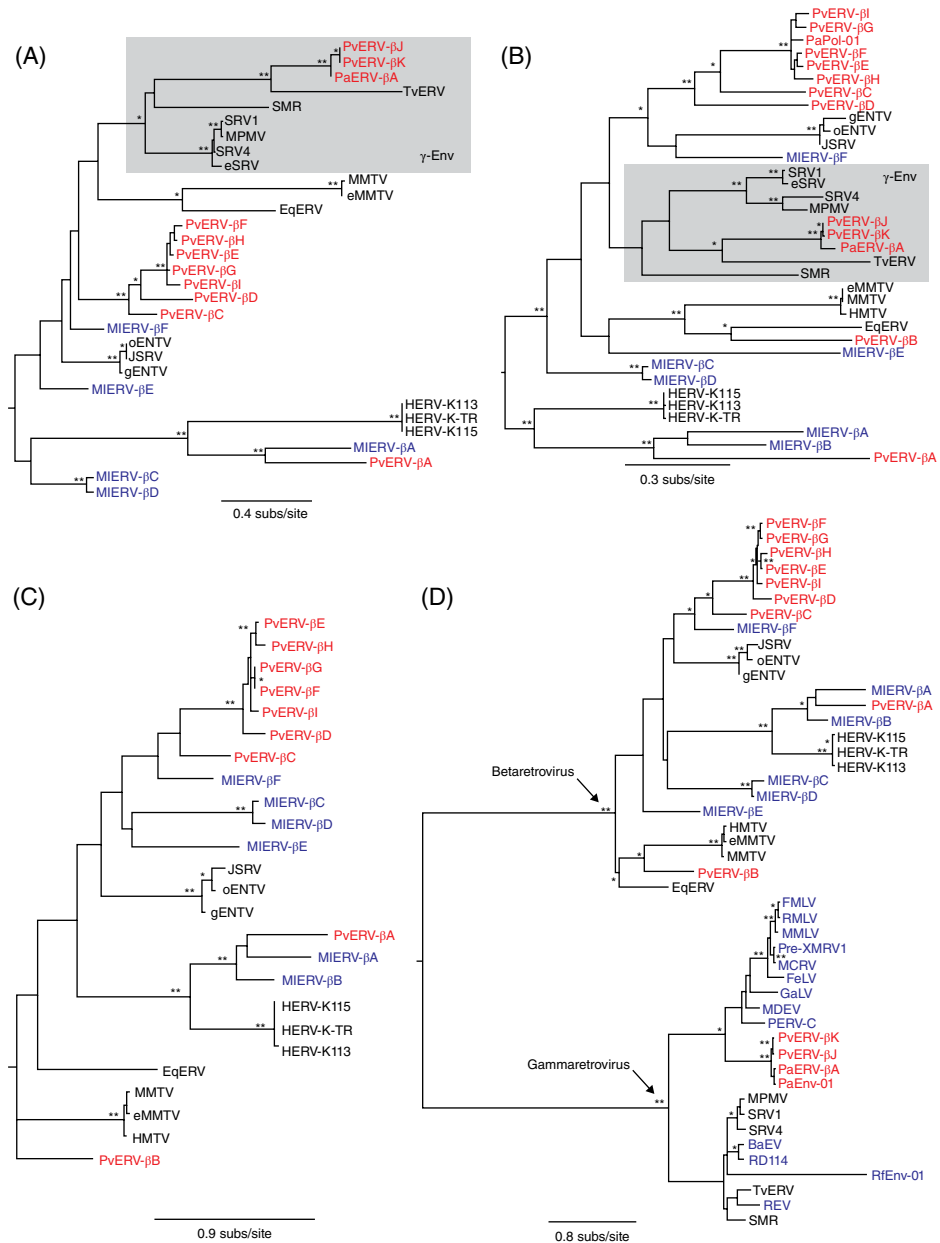 (A)
PvERV-βJ
PvERV-βK
PaERV-βA
TvERV
SMR
SRV1
MPMV
SRV4
eSRV
γ-Env
MMTV
eMMTV
EqERV
PvERV-βF
PvERV-βH
PvERV-βE
PvERV-βG
PvERV-βI
PvERV-βD
PvERV-βC
MIERV-βF
oENTV
JSRV
gENTV
MIERV-βE
HERV-K113
HERV-K-TR
HERV-K115
MIERV-βA
PvERV-βA
MIERV-βC
MIERV-βD
0.4 subs/site
(B)
PvERV-βI
PvERV-βG
PaPol-01
PvERV-βF
PvERV-βE
PvERV-βH
PvERV-βC
PvERV-βD
gENTV
oENTV
JSRV
MIERV-βF
γ-Env
SRV1
eSRV
SRV4
MPMV
PvERV-βJ
PvERV-βK
PaERV-βA
TvERV
SMR
eMMTV
MMTV
HMTV
EqERV
PvERV-βB
MIERV-βE
MIERV-βC
MIERV-βD
HERV-K115
HERV-K113
HERV-K-TR
MIERV-βA
MIERV-βB
PvERV-βA
0.3 subs/site
(C)
PvERV-βE
PvERV-βH
PvERV-βG
PvERV-βF
PvERV-βI
PvERV-βD
PvERV-βC
MIERV-βF
MIERV-βC
MIERV-βD
MIERV-βE
JSRV
oENTV
gENTV
PvERV-βA
MIERV-βA
MIERV-βB
HERV-K115
HERV-K-TR
HERV-K113
EqERV
MMTV
eMMTV
HMTV
PvERV-βB
0.9 subs/site
(D)
PvERV-βF
PvERV-βG
PvERV-βH
PvERV-βE
PvERV-βI
PvERV-βD
PvERV-βC
MIERV-βF
JSRV
oENTV
gENTV
MIERV-βA
PvERV-βA
MIERV-βB
HERV-K115
HERV-K-TR
HERV-K113
Betaretrovirus
MIERV-βC
MIERV-βD
MIERV-βE
HMTV
eMMTV
MMTV
PvERV-βB
EqERV
FMLV
RMLV
MMLV
Pre-XMRV1
MCRV
FeLV
GaLV
MDEV
PERV-C
PvERV-βK
PvERV-βJ
PaERV-βA
PaEnv-01
Gammaretrovirus
MPMV
SRV1
SRV4
BaEV
RD114
RfEnv-01
TvERV
REV
SMR
0.8 subs/site